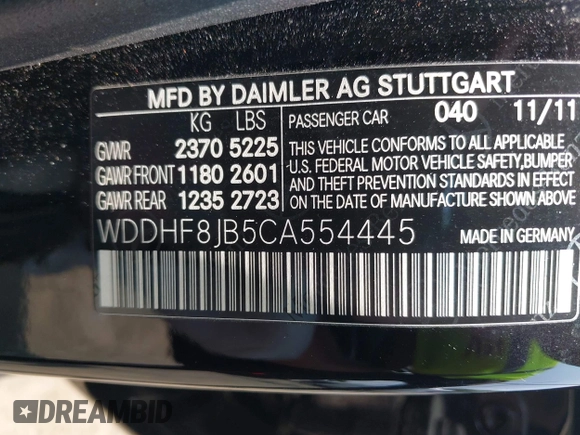 MFD BY DAIMLER AG STUTTGART
KG LBS PASSENGER CAR 040 11/11
GVWR 2370 5225
GAWR FRONT 1180 2601
GAWR REAR 1235 2723
THIS VEHICLE CONFORMS TO ALL APPLICABLE
U.S. FEDERAL MOTOR VEHICLE SAFETY,BUMPER
AND THEFT PREVENTION STANDARDS IN EFFECT
ON THE DATE OF MANUFACTURE SHOWN ABOVE
WDDHF8JB5CA554445
MADE IN GERMANY
DREAMBID